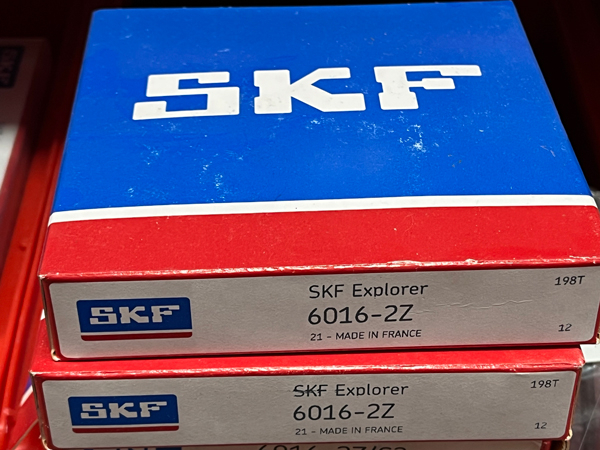 SKF
SKF
SKF Explorer
6016-2Z
21 - MADE IN FRANCE
198T
12
SKF
SKF Explorer
6016-2Z
21 - MADE IN FRANCE
198T
12